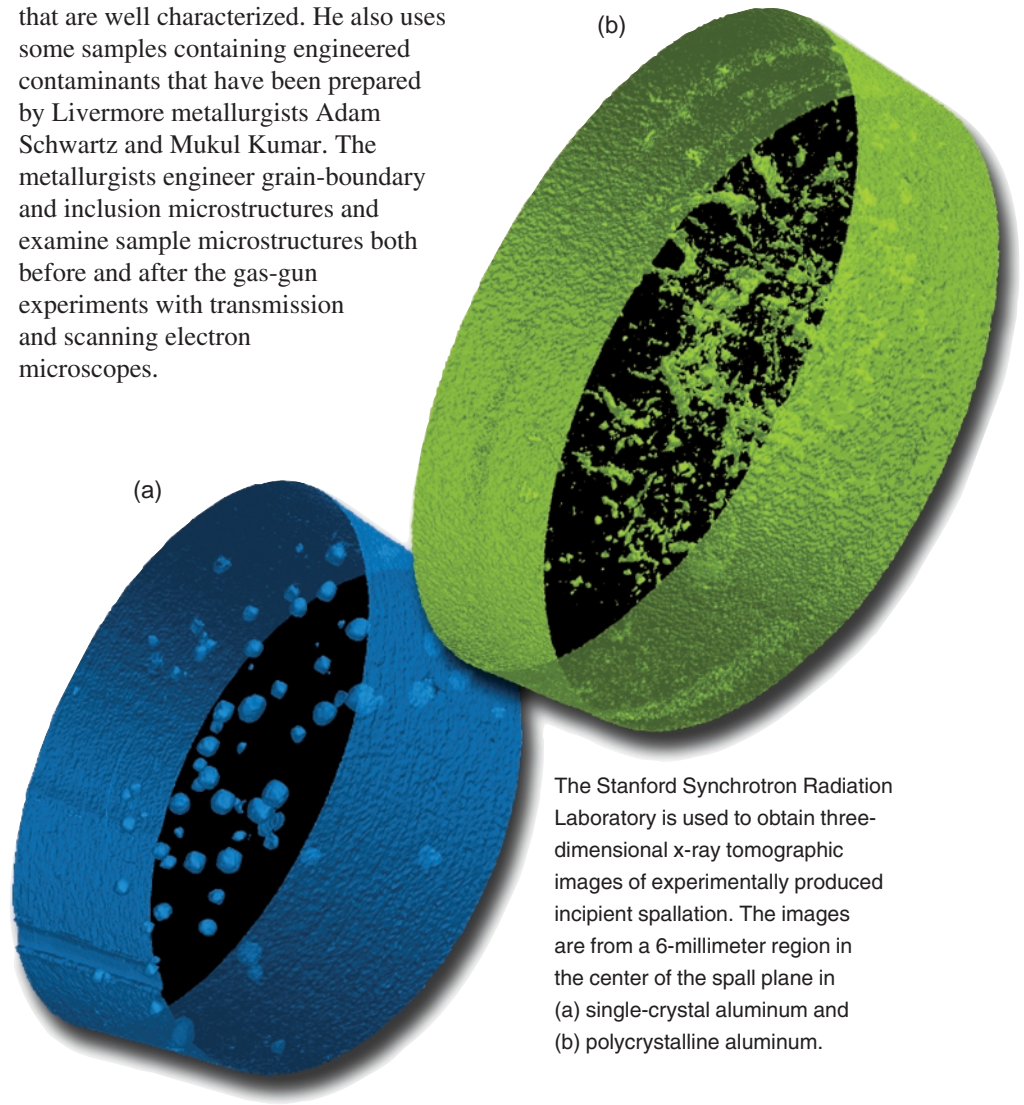 that are well characterized. He also uses
some samples containing engineered
contaminants that have been prepared
by Livermore metallurgists Adam
Schwartz and Mukul Kumar. The
metallurgists engineer grain-boundary
and inclusion microstructures and
examine sample microstructures both
before and after the gas-gun
experiments with transmission
and scanning electron
microscopes.
(b)
(a)
The Stanford Synchrotron Radiation
Laboratory is used to obtain three-
dimensional x-ray tomographic
images of experimentally produced
incipient spallation. The images
are from a 6-millimeter region in
the center of the spall plane in
(a) single-crystal aluminum and
(b) polycrystalline aluminum.